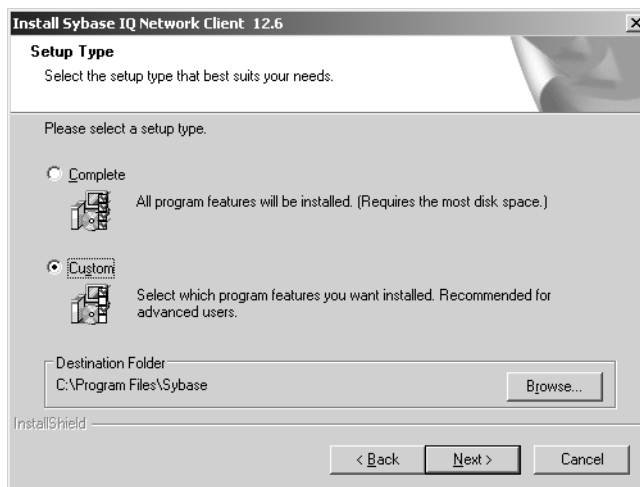 Install Sybase IQ Network Client 12.6
Setup Type
Select the setup type that best suits your needs.
Please select a setup type.
Complete
All program features will be installed. (Requires the most disk space.)
Custom
Select which program features you want installed. Recommended for
advanced users.
Destination Folder
C:\Program Files\Sybase
Browse...
InstallShield
< Back
Next >
Cancel